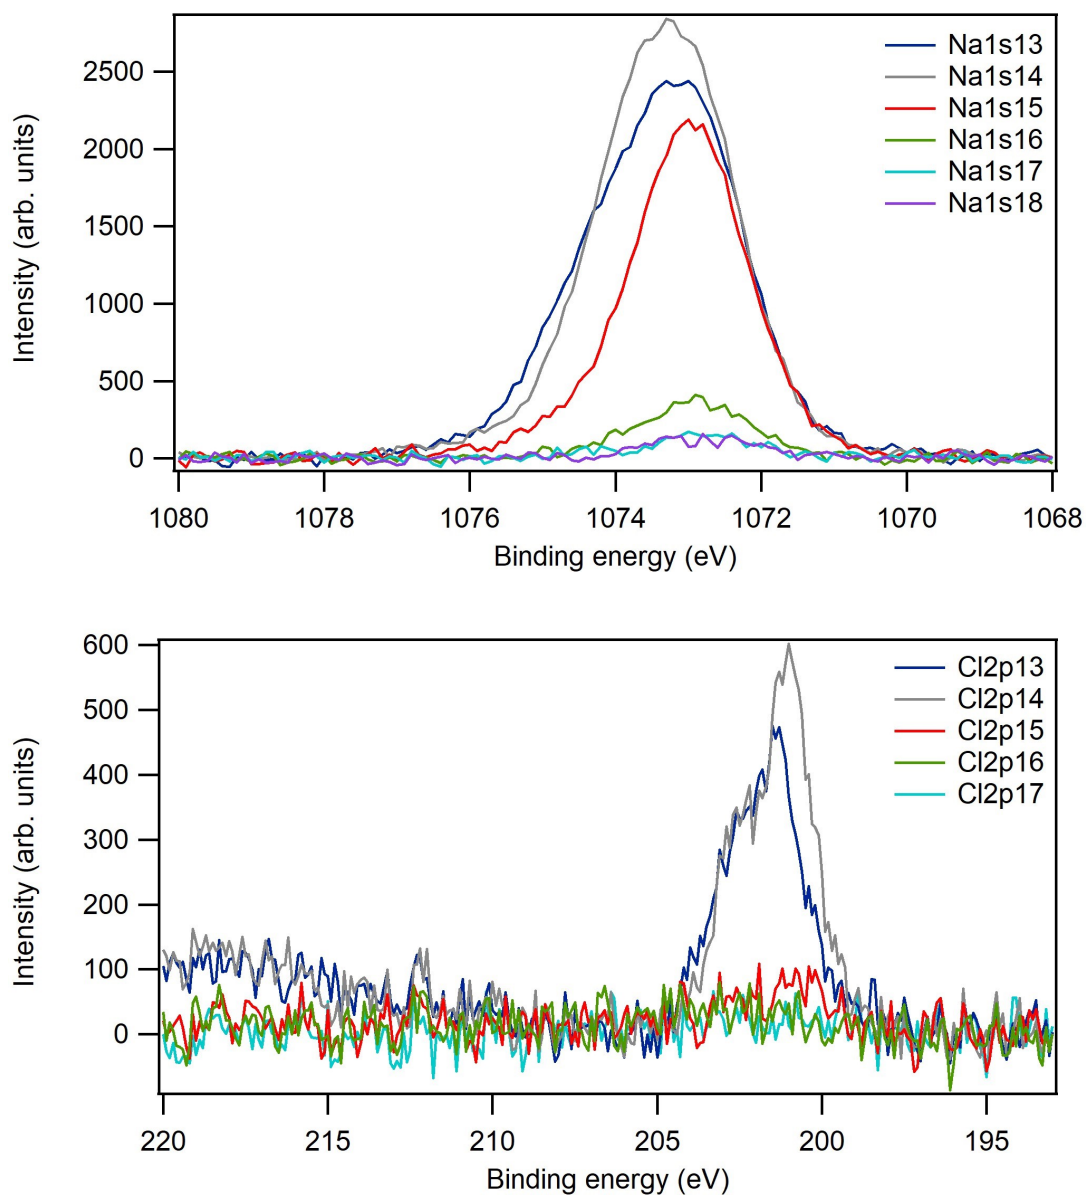 Na1s13
Na1s14
Na1s15
Na1s16
Na1s17
Na1s18
2500
2000
1500
1000
500
0
Intensity (arb. units)
1080 1078 1076 1074 1072 1070 1068
Binding energy (eV)
Cl2p13
Cl2p14
Cl2p15
Cl2p16
Cl2p17
600
500
400
300
200
100
0
Intensity (arb. units)
220 215 210 205 200 195
Binding energy (eV)